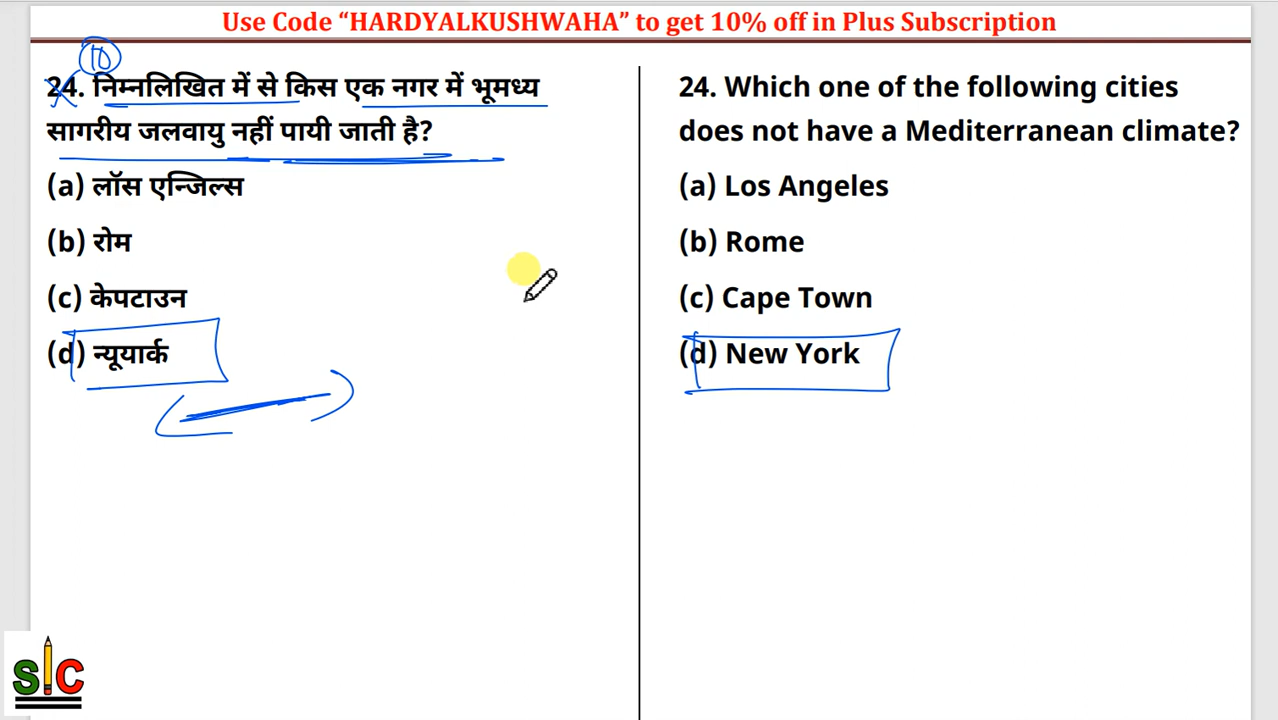 Use Code “HARDYALKUSHWAHA” to get 10% off in Plus Subscription
10
24. निम्नलिखित में से किस एक नगर में भूमध्य
सागरीय जलवायु नहीं पायी जाती है?
(a) लॉस एन्जिल्स
(b) रोम
(c) केपटाउन
(d) न्यूयार्क
24. Which one of the following cities
does not have a Mediterranean climate?
(a) Los Angeles
(b) Rome
(c) Cape Town
(d) New York
SIC